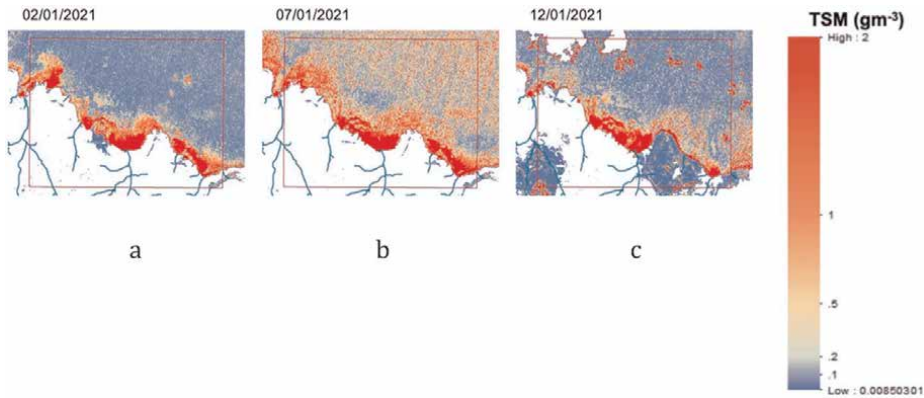 02/01/2021
07/01/2021
12/01/2021
TSM (gm⁻³)
High : 2
1
.5
.2
.1
Low : 0.00850301
a
b
c